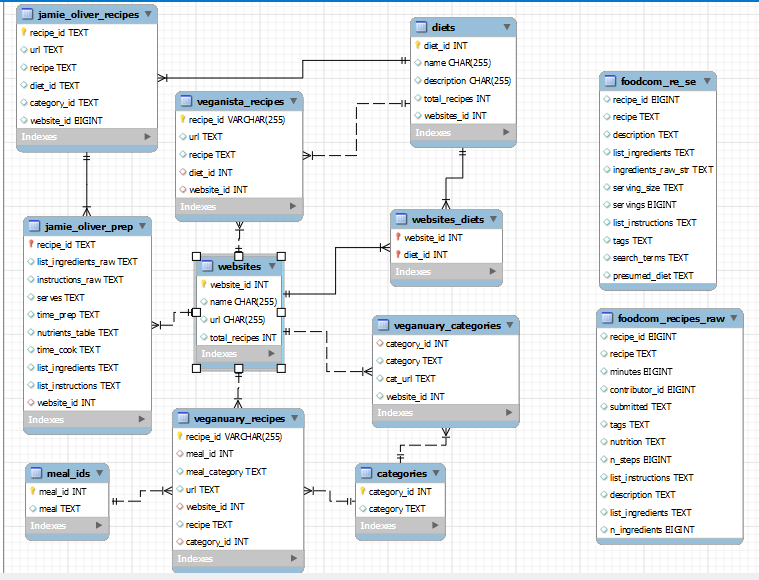 jamie_oliver_recipes
recipe_id TEXT
url TEXT
recipe TEXT
diet_id TEXT
category_id TEXT
website_id BIGINT
Indexes
diets
diet_id INT
name CHAR(255)
description CHAR(255)
total_recipes INT
websites_id INT
Indexes
foodcom_re_se
recipe_id BIGINT
recipe TEXT
description TEXT
list_ingredients TEXT
ingredients_raw_str TEXT
serving_size TEXT
servings BIGINT
list_instructions TEXT
tags TEXT
search_terms TEXT
presumed_diet TEXT
veganista_recipes
recipe_id VARCHAR(255)
url TEXT
recipe TEXT
diet_id INT
website_id INT
Indexes
jamie_oliver_prep
recipe_id TEXT
list_ingredients_raw TEXT
instructions_raw TEXT
serves TEXT
time_prep TEXT
nutrients_table TEXT
time_cook TEXT
list_ingredients TEXT
list_instructions TEXT
website_id INT
Indexes
websites_diets
website_id INT
diet_id INT
Indexes
websites
website_id INT
name CHAR(255)
url CHAR(255)
total_recipes INT
Indexes
veganuary_categories
category_id INT
category TEXT
cat_url TEXT
website_id INT
Indexes
foodcom_recipes_raw
recipe_id BIGINT
recipe TEXT
minutes BIGINT
contributor_id BIGINT
submitted TEXT
tags TEXT
nutrition TEXT
n_steps BIGINT
list_instructions TEXT
description TEXT
list_ingredients TEXT
n_ingredients BIGINT
veganuary_recipes
recipe_id VARCHAR(255)
meal_id INT
meal_category TEXT
url TEXT
website_id INT
recipe TEXT
category_id INT
Indexes
meal_ids
meal_id INT
meal TEXT
Indexes
categories
category_id INT
category TEXT
Indexes